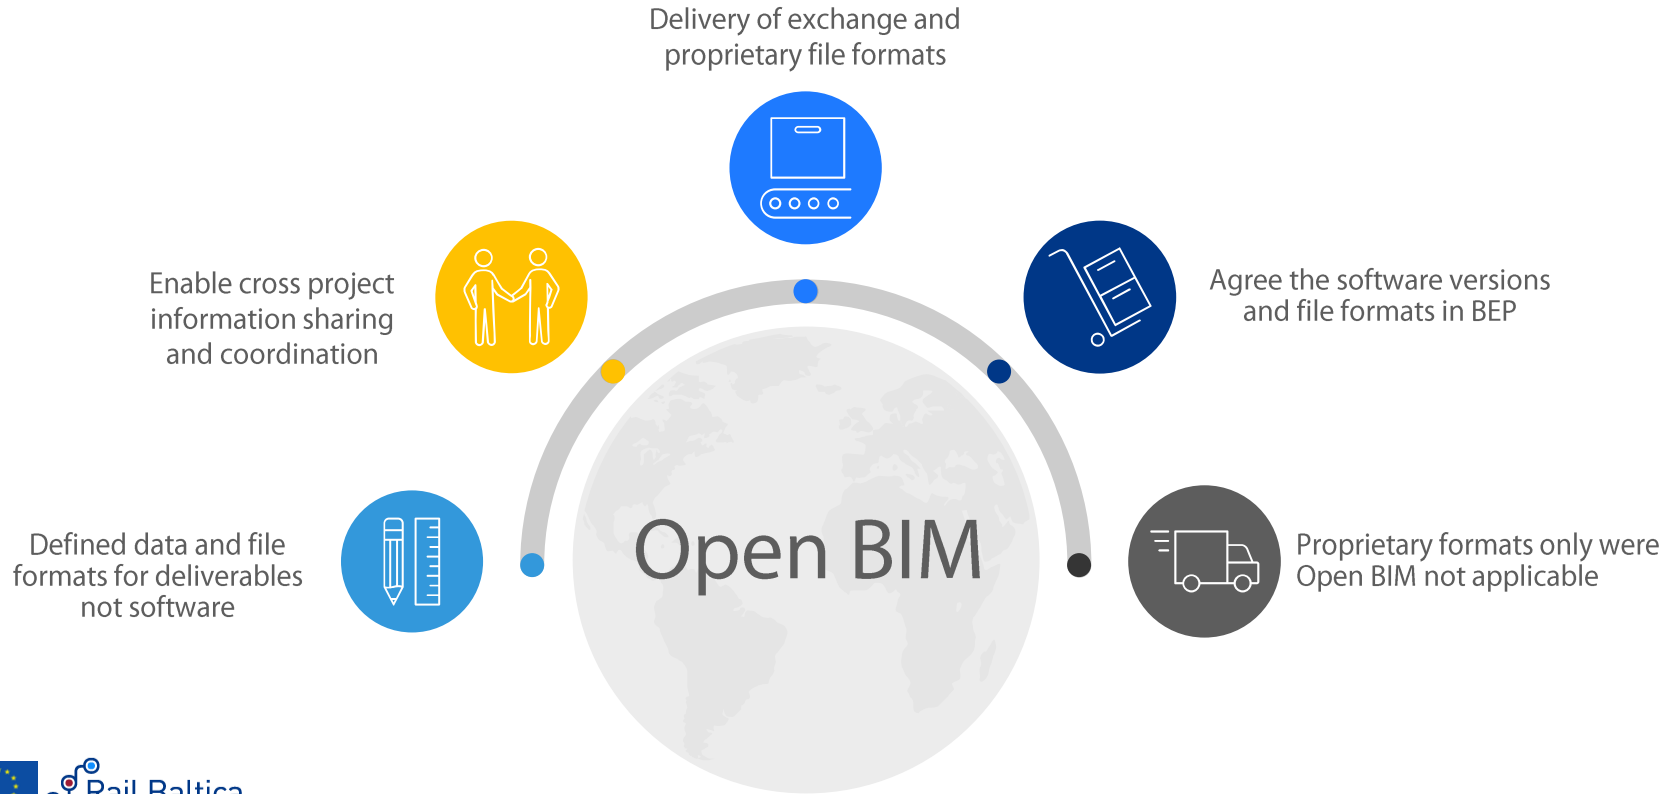 Delivery of exchange and
proprietary file formats
Enable cross project
information sharing
and coordination
Agree the software versions
and file formats in BEP
Defined data and file
formats for deliverables
not software
Open BIM
Proprietary formats only were
Open BIM not applicable
Rail Baltica